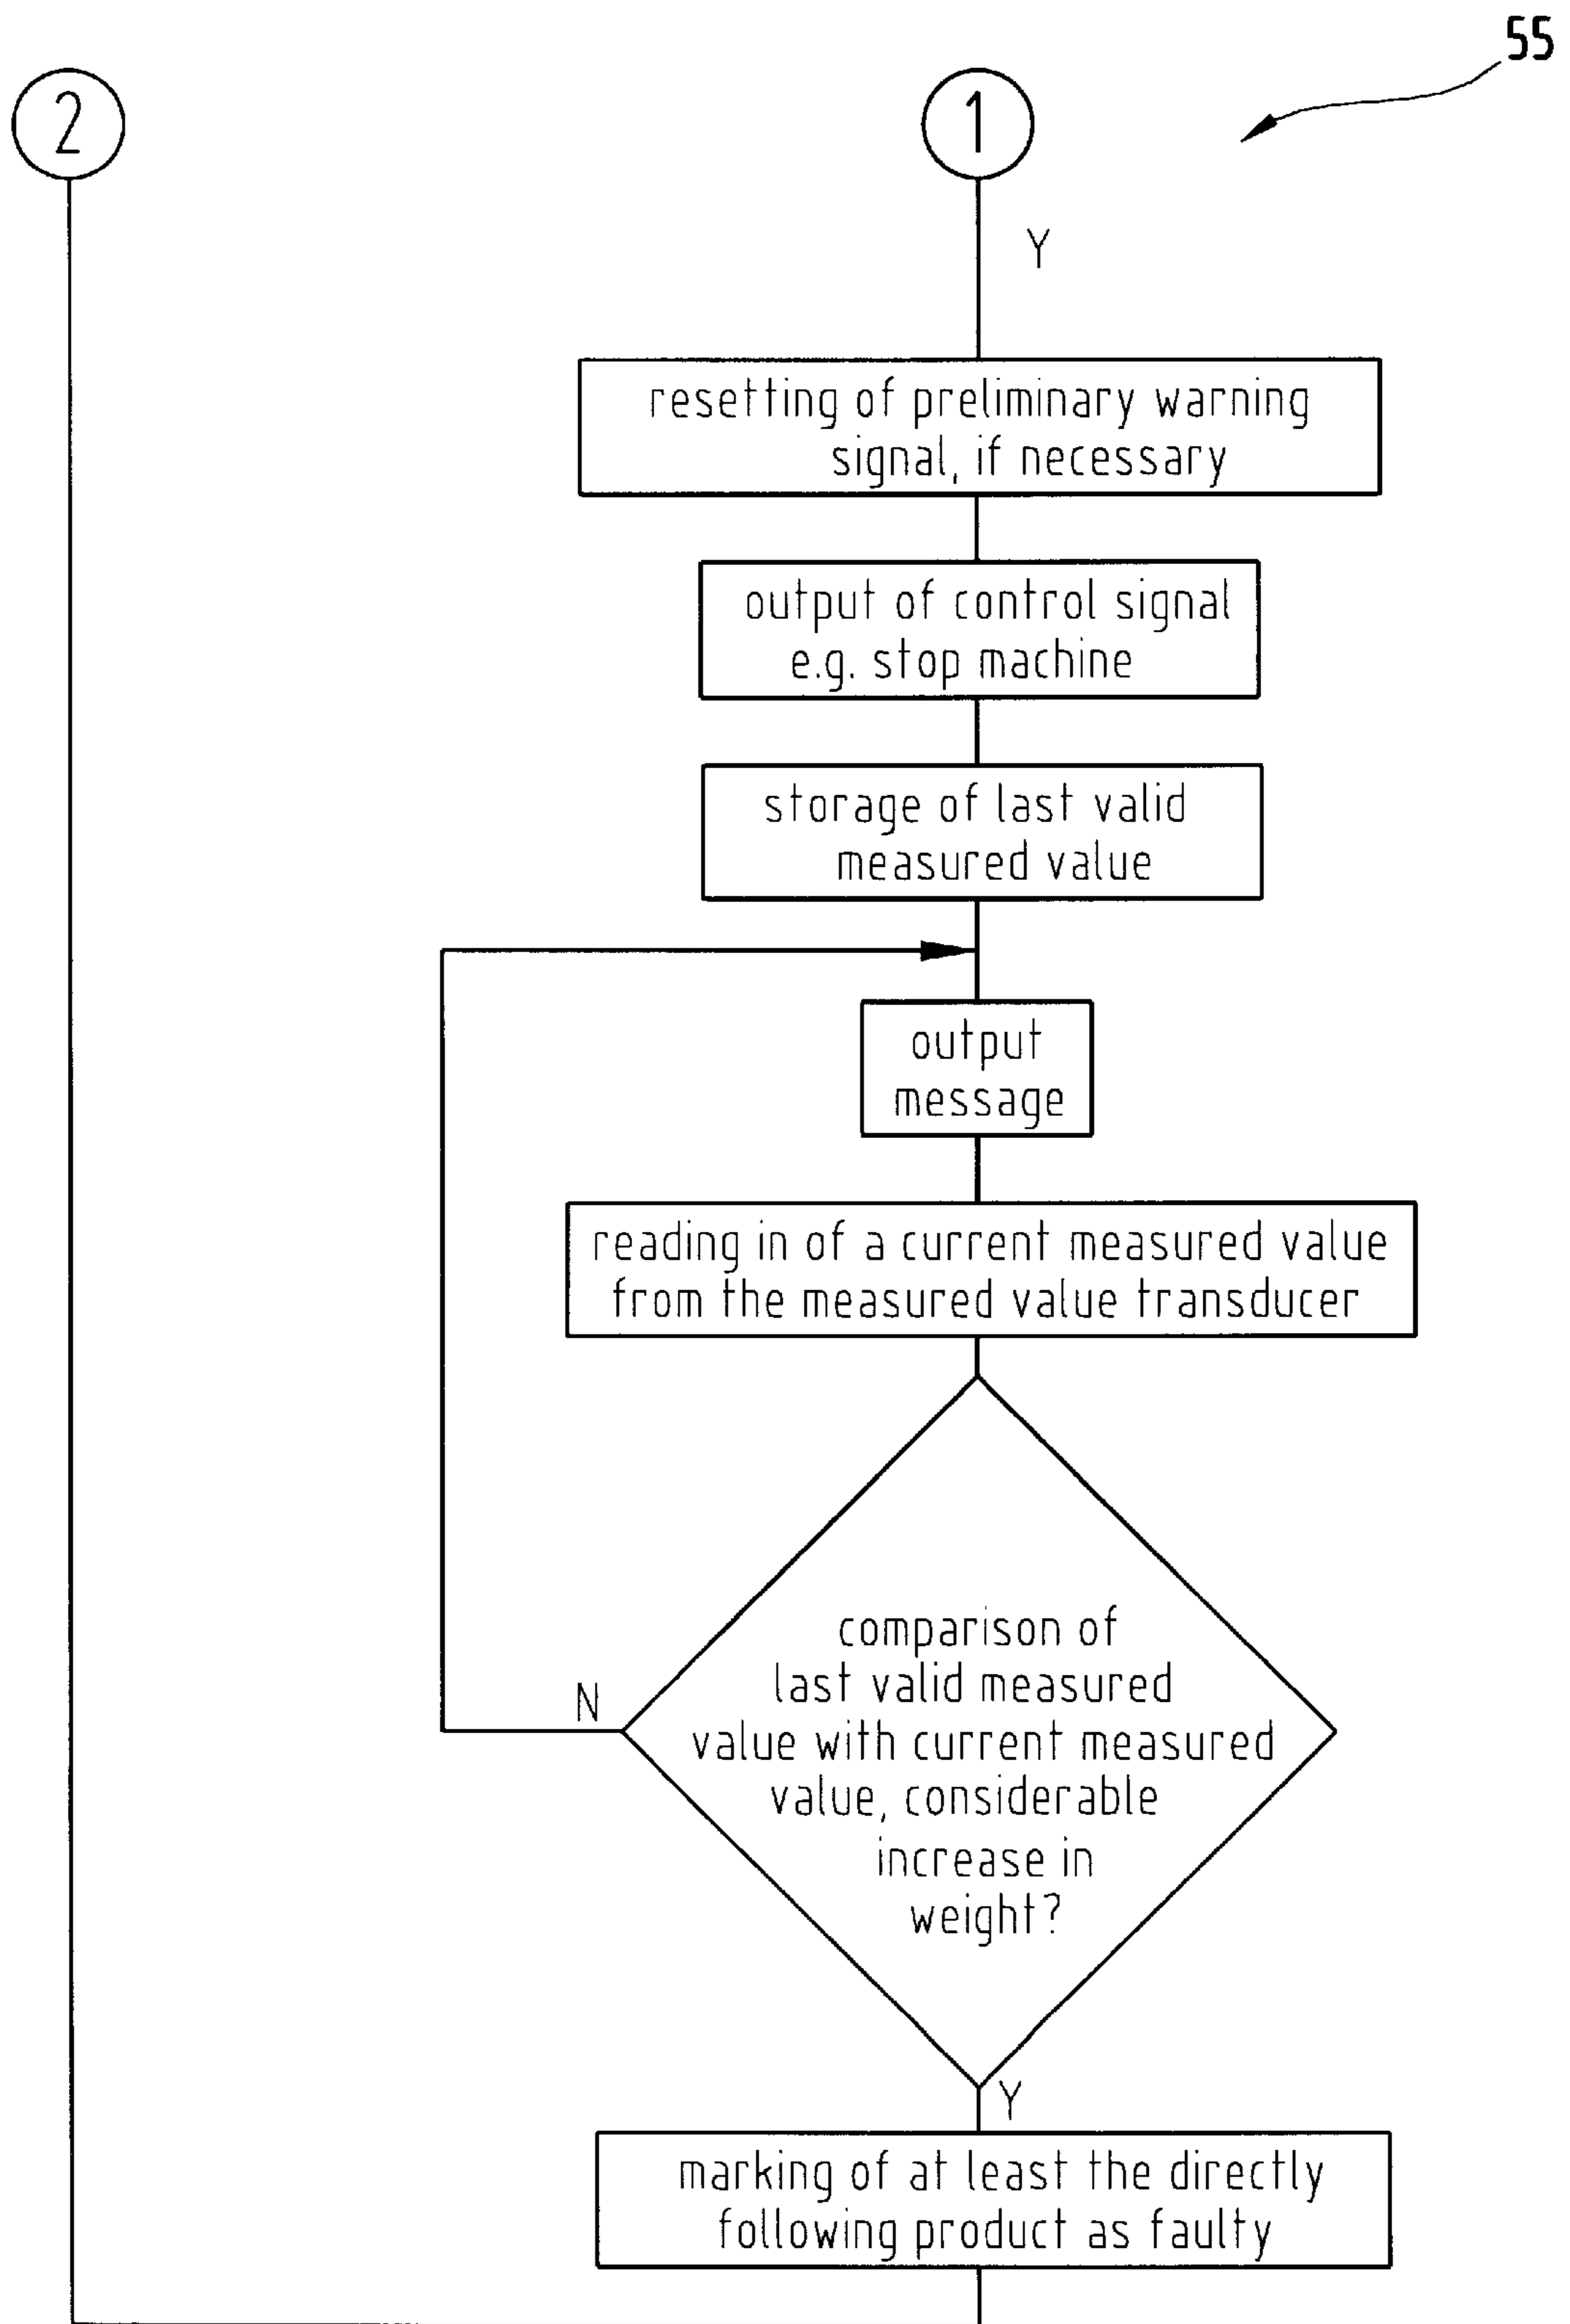 55
2
1
Y
resetting of preliminary warning
signal, if necessary
output of control signal
e.g. stop machine
storage of last valid
measured value
output
message
reading in of a current measured value
from the measured value transducer
comparison of
last valid measured
value with current measured
value, considerable
increase in
weight?
N
Y
marking of at least the directly
following product as faulty